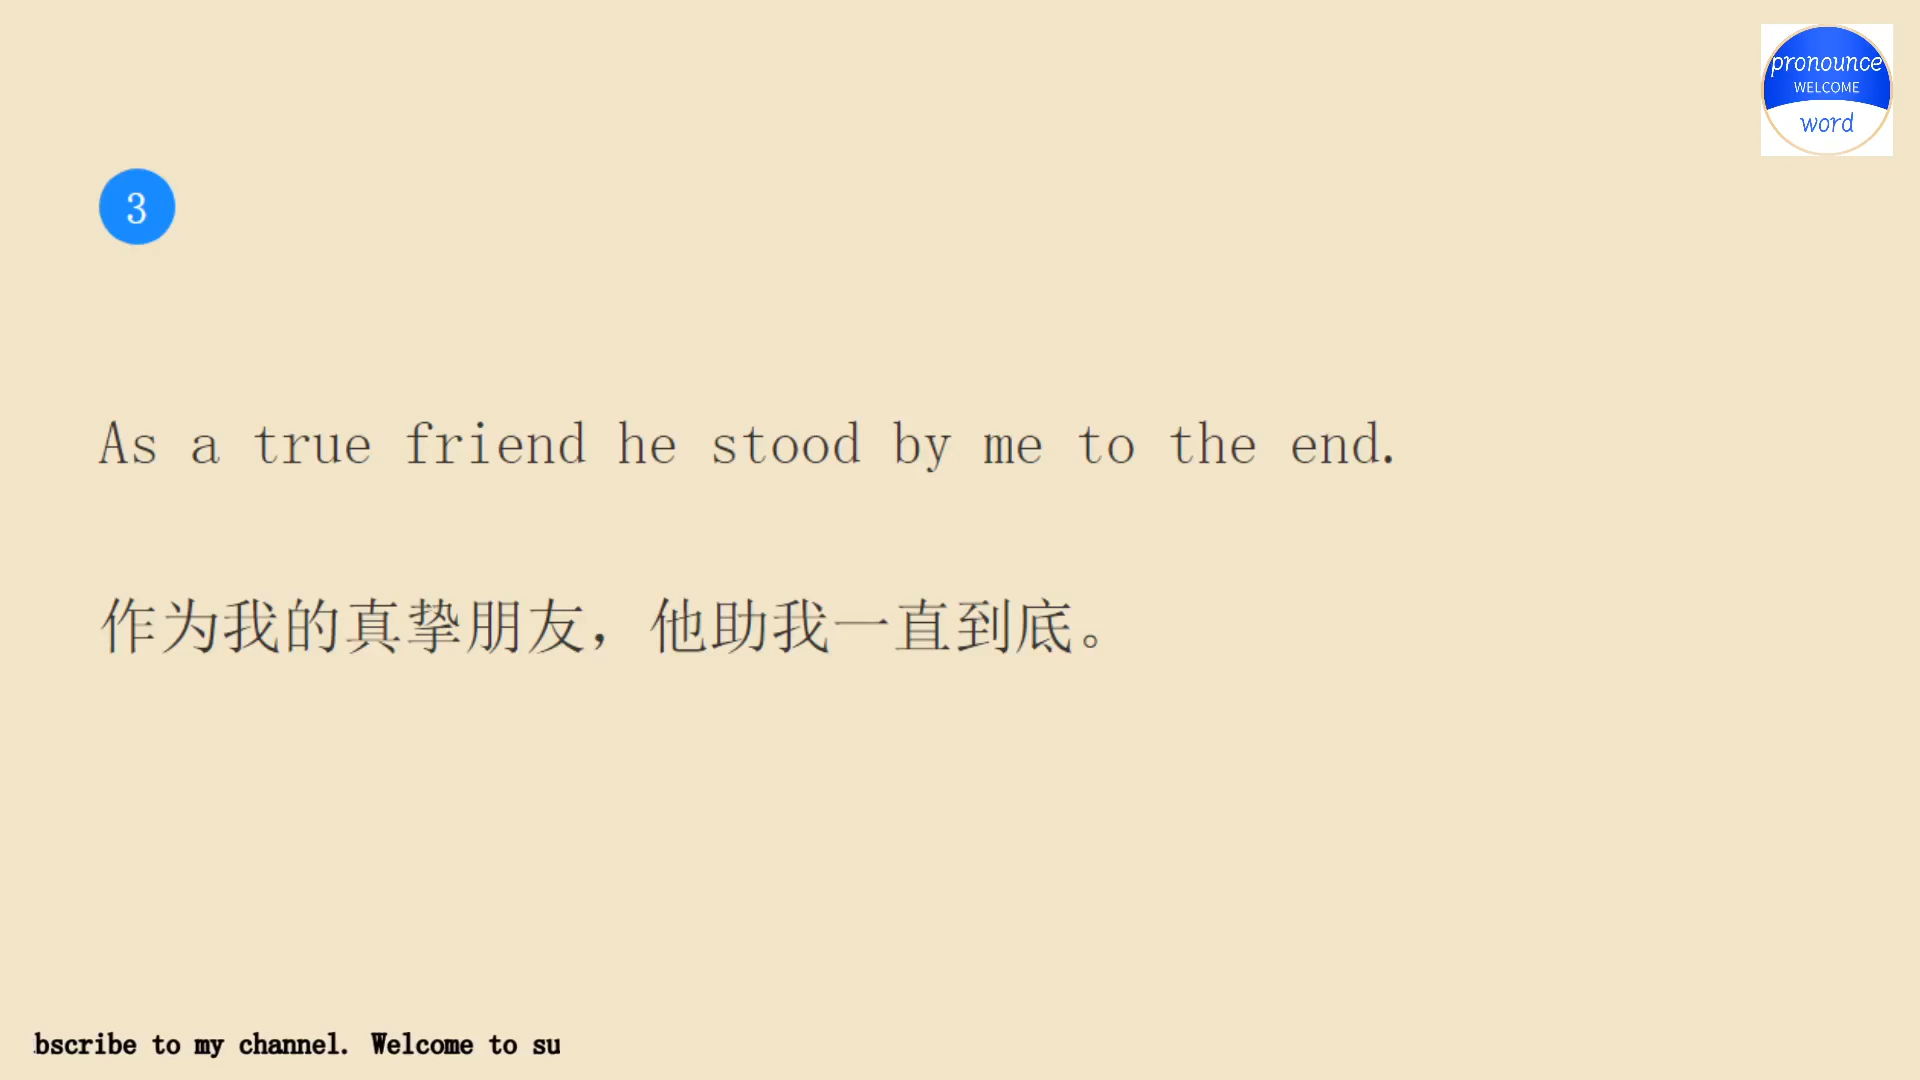 pronounce
WELCOME
word
3
As a true friend he stood by me to the end.
作为我的真挚朋友，他助我一直到底。
bscribe to my channel. Welcome to su